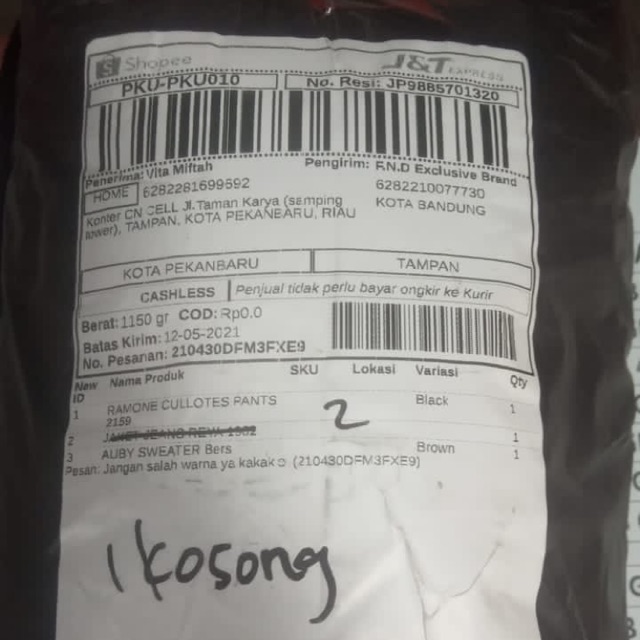 Shopee
J&T EXPRESS
PKU-PKU010
No. Resi: JP9885701320
Penerima: Vita Miftah
Pengirim: F.N.D Exclusive Brand
HOME
6282281699692
6282210077730
Konter CN CELL Jl. Taman Karya (samping
KOTA BANDUNG
tower), TAMPAN, KOTA PEKANBARU, RIAU
KOTA PEKANBARU
TAMPAN
CASHLESS
Penjual tidak perlu bayar ongkir ke Kurir
Berat: 1150 gr COD: Rp0.0
Batas Kirim: 12-05-2021
No. Pesanan: 210430DFM3FXE9
New ID Nama Produk SKU Lokasi Variasi Qty
1 RAMONE CULLOTES PANTS Black 1
2159
2
2 1
3 AUBY SWEATER Bers Brown 1
Pesan: Jangan salah warna ya kakak (210430DFM3FXE9)
1 kosong